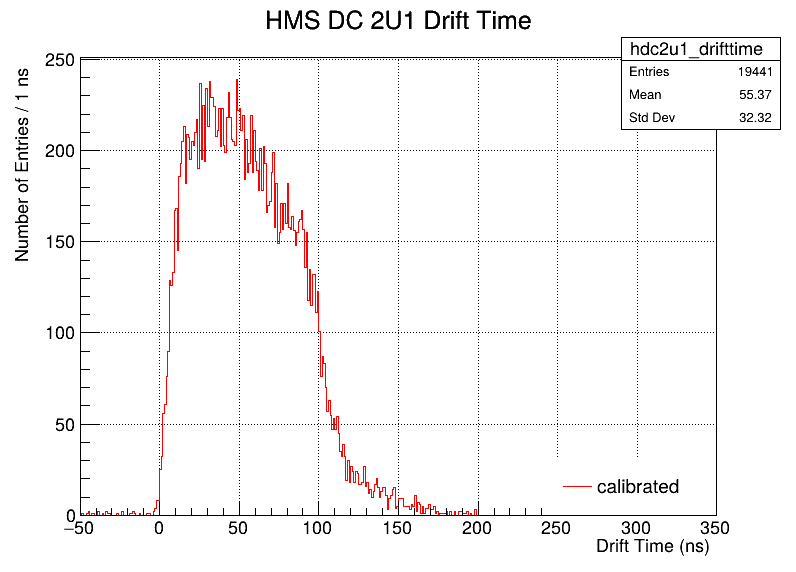 HMS DC 2U1 Drift Time
hdc2u1_drifttime
Entries 19441
Mean 55.37
Std Dev 32.32
Number of Entries / 1 ns
250
200
150
100
50
0
−50 0 50 100 150 200 250 300 350
Drift Time (ns)
calibrated